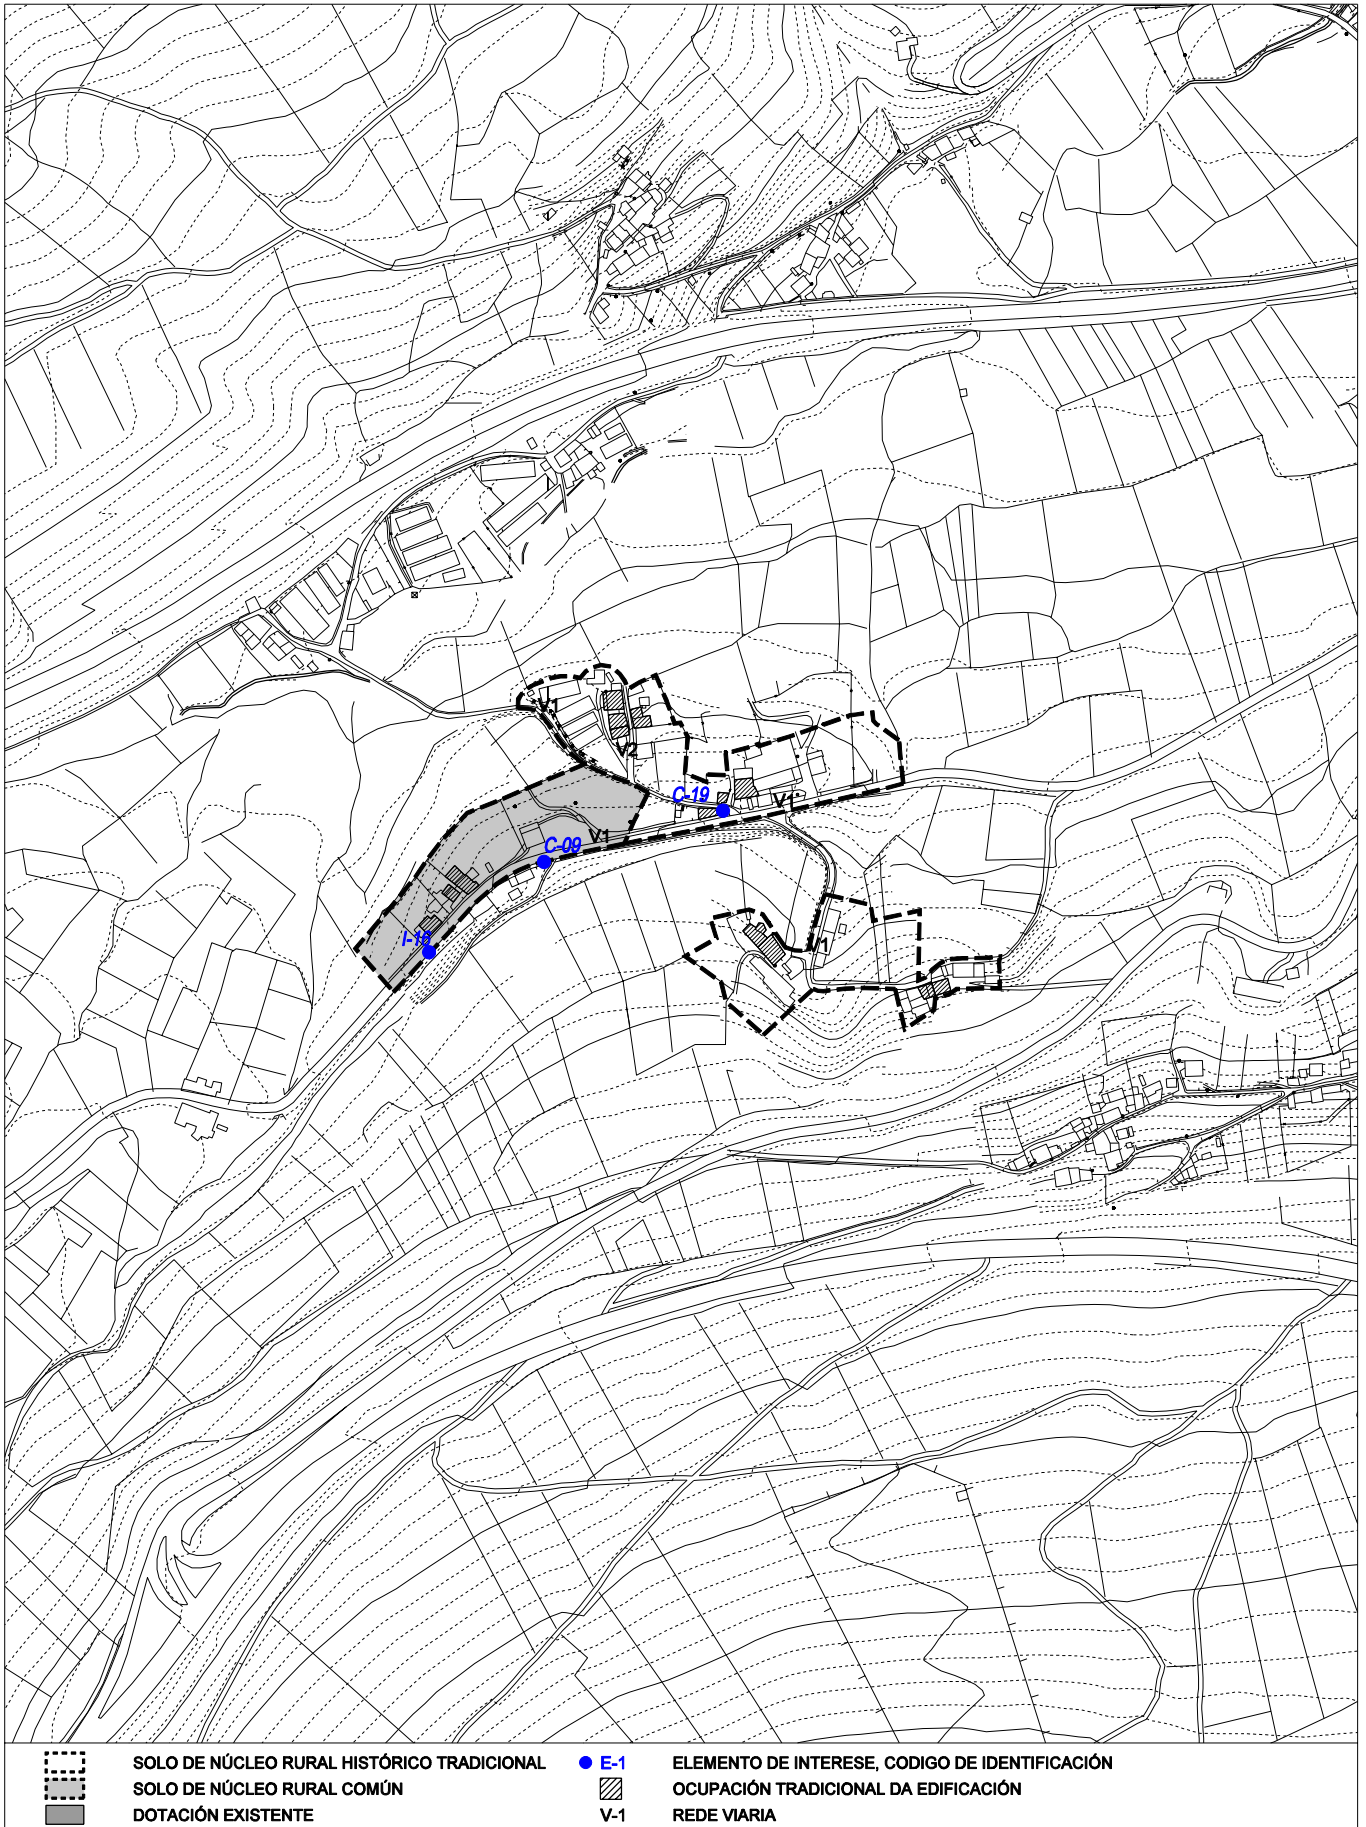 V1
V2
C-19
V1
V1
C-09
I-16
V1
SOLO DE NÚCLEO RURAL HISTÓRICO TRADICIONAL
E-1 ELEMENTO DE INTERESE, CODIGO DE IDENTIFICACIÓN
SOLO DE NÚCLEO RURAL COMÚN
OCUPACIÓN TRADICIONAL DA EDIFICACIÓN
DOTACIÓN EXISTENTE
V-1 REDE VIARIA